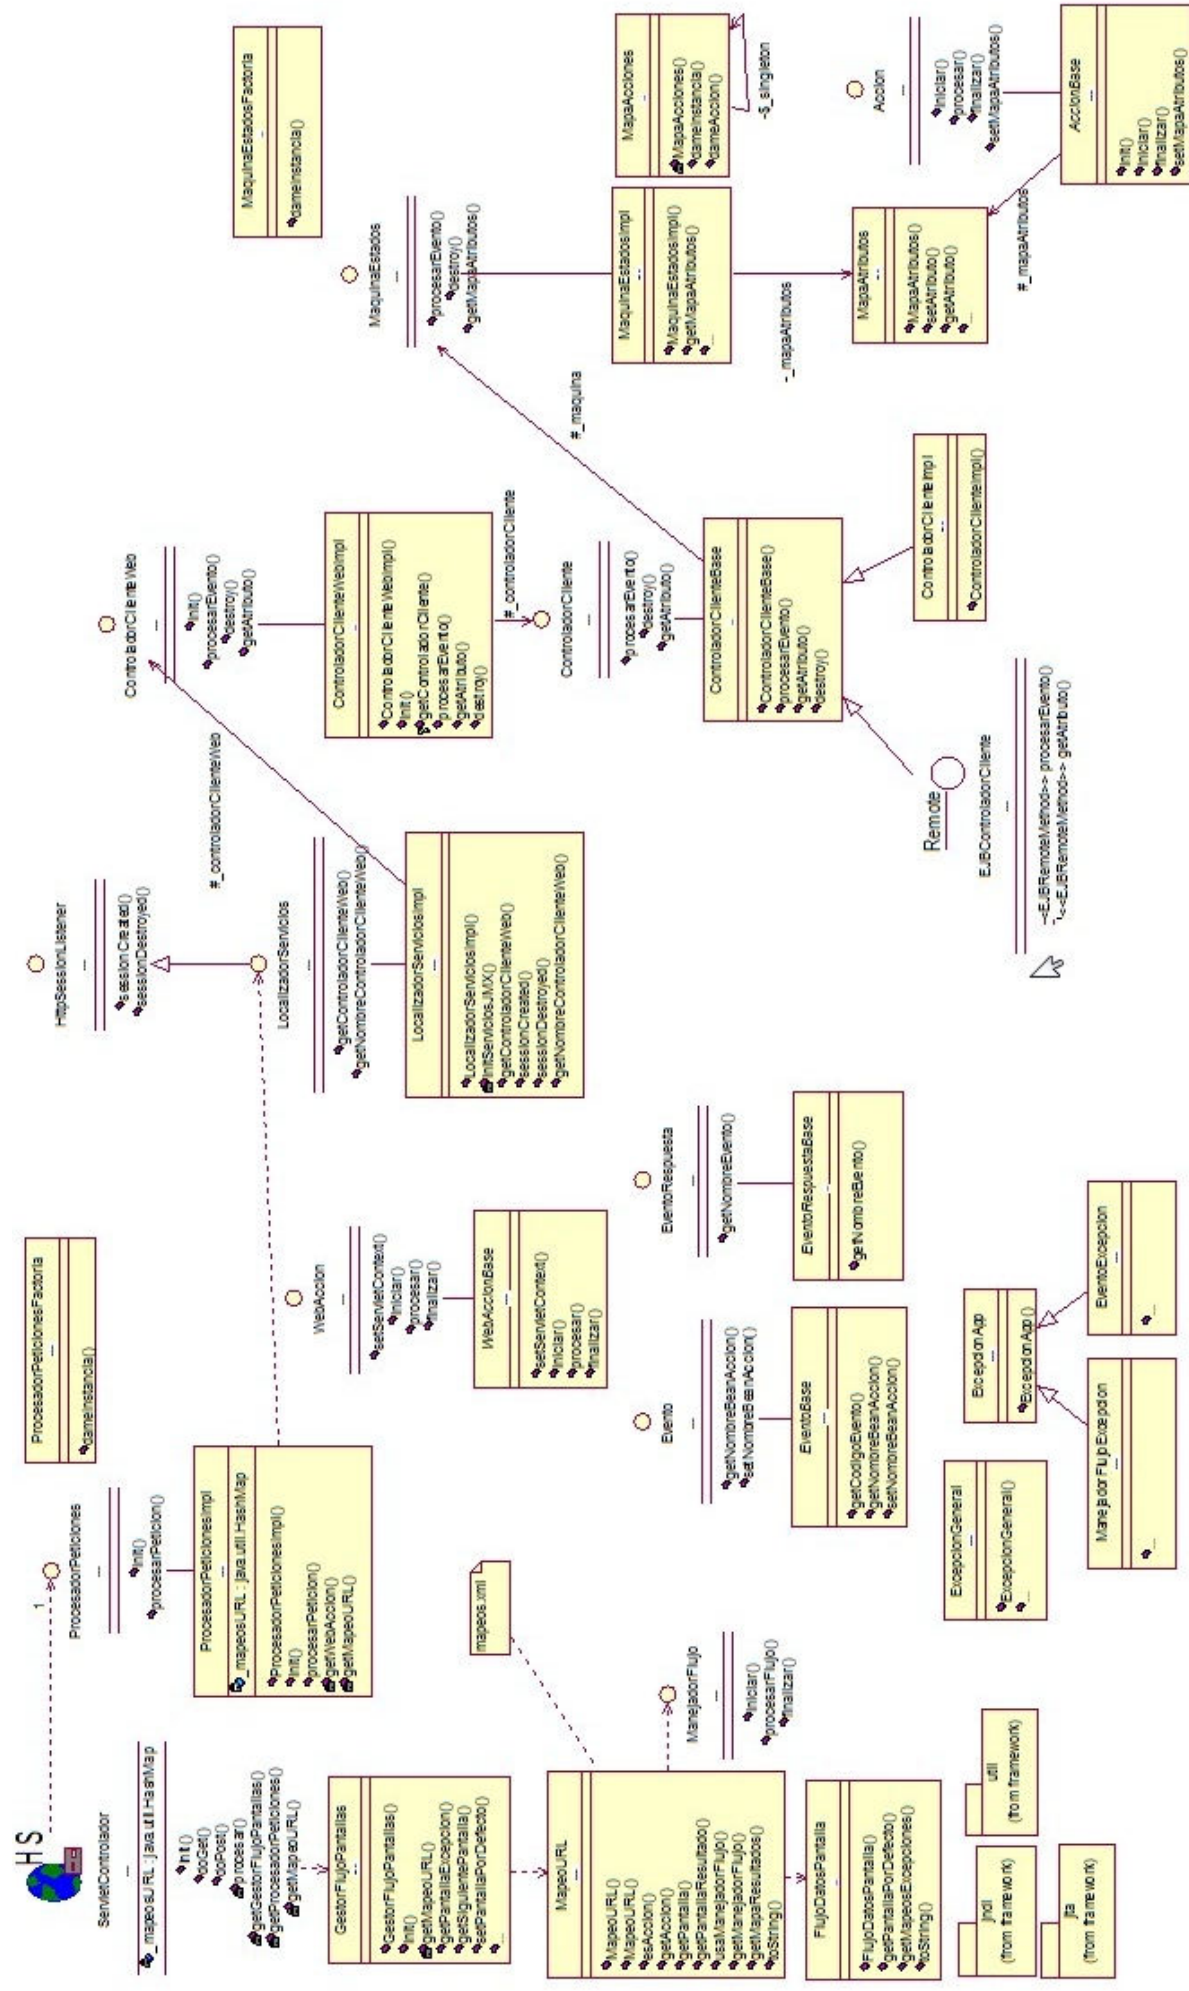 HS
ServletControlador
_mapeosURL : java.util.HashMap
init()
doGet()
doPost()
procesar()
getGestorFlujoPantallas()
getProcesadorPeticiones()
getMapeoURL()
1
ProcesadorPeticiones
init()
procesarPeticion()
ProcesadorPeticionesFactoria
dameInstancia()
ProcesadorPeticionesImpl
_mapeosURL : java.util.HashMap
ProcesadorPeticionesImpl()
init()
procesarPeticion()
getWebAccion()
getMapeoURL()
HttpSessionListener
sessionCreated()
sessionDestroyed()
LocalizadorServicios
getControladorClienteWeb()
getNombreControladorClienteWeb()
LocalizadorServiciosImpl
LocalizadorServiciosImpl()
initServiciosJMX()
getControladorClienteWeb()
sessionCreated()
sessionDestroyed()
getNombreControladorClienteWeb()
#_controladorClienteWeb
ControladorClienteWeb
init()
procesarEvento()
destroy()
getAtributo()
ControladorClienteWebImpl
ControladorClienteWebImpl()
init()
getControladorCliente()
procesarEvento()
getAtributo()
destroy()
#_controladorCliente
ControladorCliente
procesarEvento()
destroy()
getAtributo()
ControladorClienteBase
ControladorClienteBase()
procesarEvento()
getAtributo()
destroy()
ControladorClienteImpl
ControladorClienteImpl()
Remote
EJBControladorCliente
<<EJBRemoteMethod>> procesarEvento()
<<EJBRemoteMethod>> getAtributo()
#_maquina
MaquinaEstadosFactoria
dameInstancia()
MaquinaEstados
procesarEvento()
destroy()
getMapaAtributos()
MaquinaEstadosImpl
MaquinaEstadosImpl()
getMapaAtributos()
...
-_mapaAtributos
MapaAcciones
MapaAcciones()
dameInstancia()
dameAccion()
-$_singleton
MapaAtributos
MapaAtributos()
setAtributo()
getAtributo()
...
#_mapaAtributos
Accion
iniciar()
procesar()
finalizar()
setMapaAtributos()
AccionBase
init()
iniciar()
finalizar()
setMapaAtributos()
WebAccion
setServletContext()
iniciar()
procesar()
finalizar()
WebAccionBase
setServletContext()
iniciar()
procesar()
finalizar()
GestorFlujoPantallas
GestorFlujoPantallas()
init()
getMapeoURL()
getPantallaExcepcion()
getSiguientePantalla()
setPantallaPorDefecto()
...
mapeos.xml
MapeoURL
MapeoURL()
MapeoURL()
esAccion()
getAccion()
getPantalla()
getPantallaResultado()
usaManejadorFlujo()
getManejadorFlujo()
getMapResultados()
toString()
ManejadorFlujo
iniciar()
procesarFlujo()
finalizar()
FlujoDatosPantalla
FlujoDatosPantalla()
getPantallaPorDefecto()
getMapeosExcepciones()
toString()
Evento
getNombreBeanAccion()
setNombreBeanAccion()
EventoBase
getCodigoEvento()
getNombreBeanAccion()
setNombreBeanAccion()
EventoRespuesta
getNombreEvento()
EventoRespuestaBase
getNombreEvento()
ExcepcionGeneral
ExcepcionGeneral()
...
ExcepcionApp
ExcepcionApp()
ManejadorFlujoExcepcion
...
EventoExcepcion
...
jndi
(from framework)
util
(from framework)
jta
(from framework)